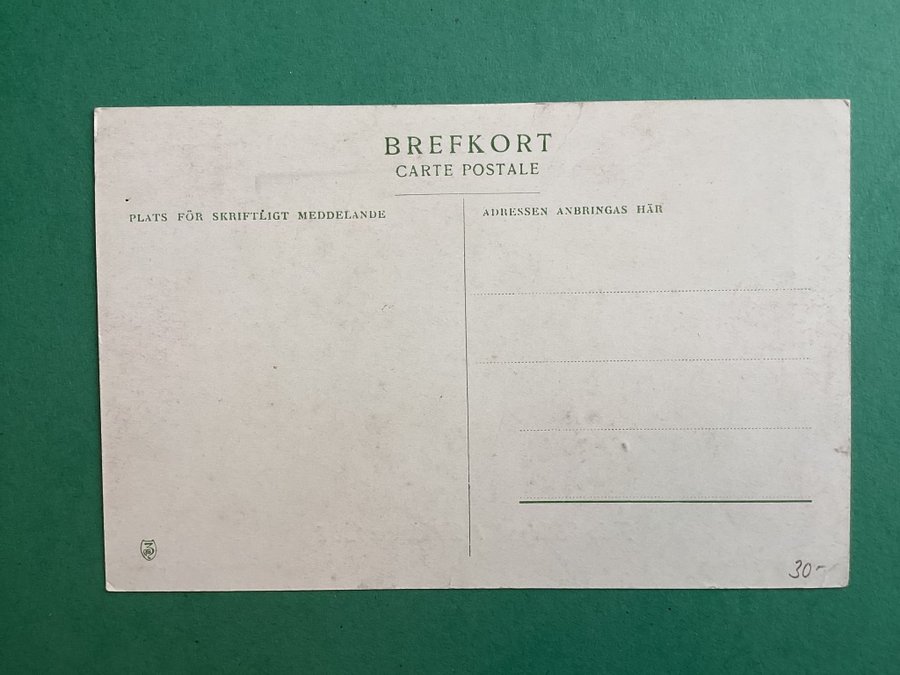 BREFKORT
CARTE POSTALE
PLATS FÖR SKRIFTLIGT MEDDELANDE
ADRESSEN ANBRINGAS HÄR
30-